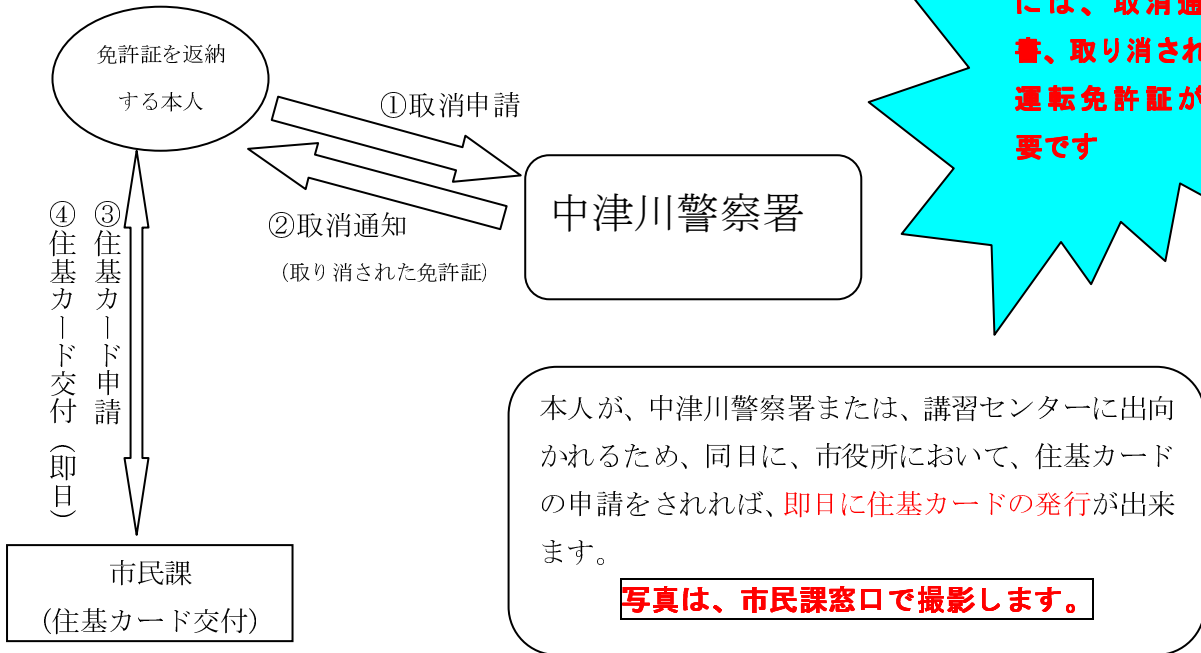 には、取消通
書、取り消され
運転免許証が
要です
免許証を返納
する本人
①取消申請
②取消通知
(取り消された免許証)
中津川警察署
③住基カード申請
④住基カード交付（即日）
本人が、中津川警察署または、講習センターに出向
かれるため、同日に、市役所において、住基カード
の申請をされれば、即日に住基カードの発行が出来
ます。
写真は、市民課窓口で撮影します。
市民課
(住基カード交付)